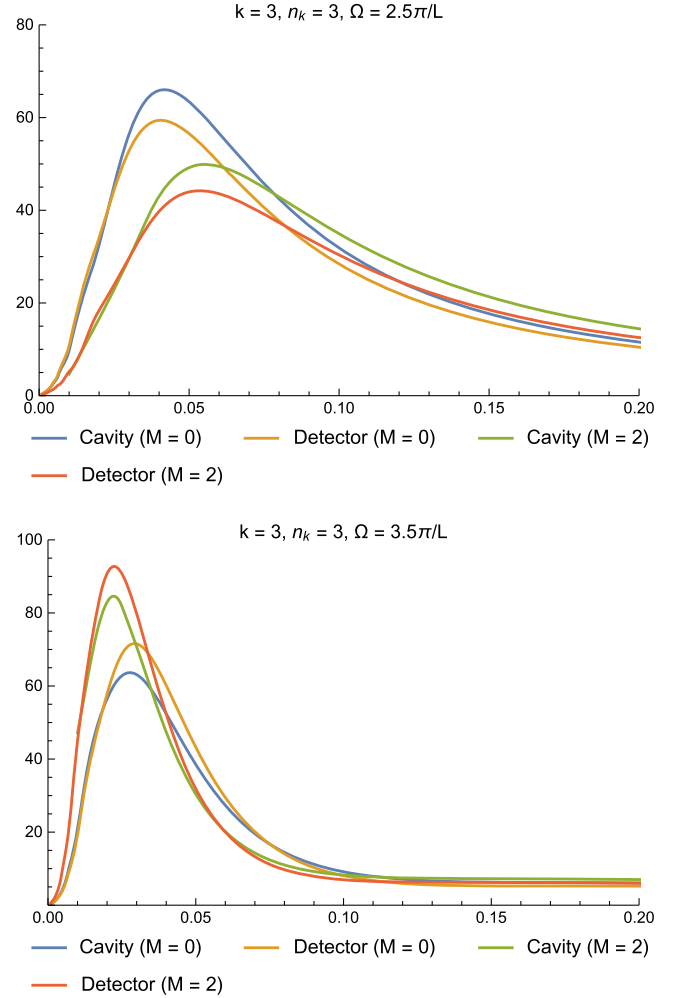 k = 3, nₖ = 3, Ω = 2.5π/L
80
60
40
20
0
0.00 0.05 0.10 0.15 0.20
Cavity (M = 0) Detector (M = 0) Cavity (M = 2)
Detector (M = 2)
k = 3, nₖ = 3, Ω = 3.5π/L
100
80
60
40
20
0.00 0.05 0.10 0.15 0.20
Cavity (M = 0) Detector (M = 0) Cavity (M = 2)
Detector (M = 2)